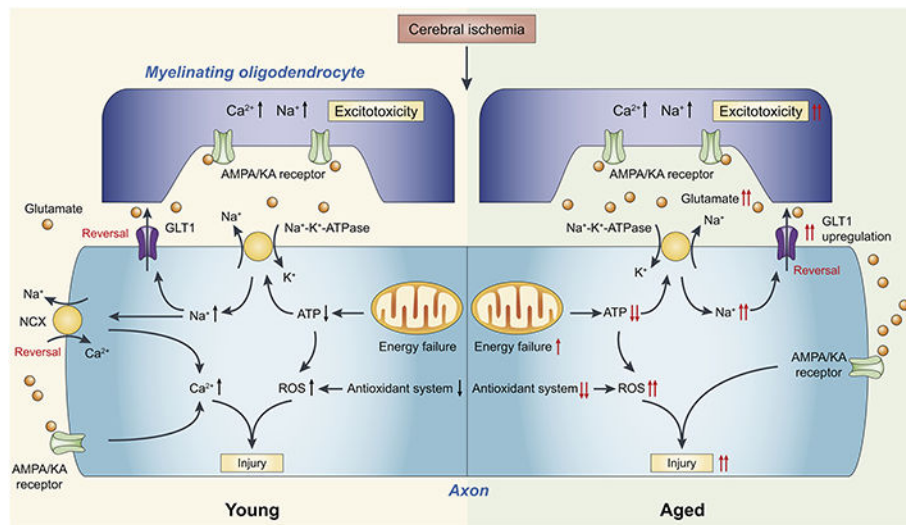 Cerebral ischemia
Myelinating oligodendrocyte
Ca²⁺↑ Na⁺↑ Excitotoxicity
AMPA/KA receptor
Glutamate
Reversal
GLT1
Na⁺
Na⁺-K⁺-ATPase
K⁺
Na⁺
NCX
Reversal
Ca²⁺
Na⁺↑
ATP↓
Energy failure
Ca²⁺↑
ROS↑
Antioxidant system↓
AMPA/KA
receptor
Injury
Young
Ca²⁺↑ Na⁺↑ Excitotoxicity↑↑
AMPA/KA receptor
Glutamate↑↑
Na⁺-K⁺-ATPase
Na⁺
↑↑ GLT1
upregulation
K⁺
Reversal
ATP↓↓
Na⁺↑↑
Energy failure↑
AMPA/KA
receptor
Antioxidant system↓↓
ROS↑↑
Injury↑↑
Axon
Aged